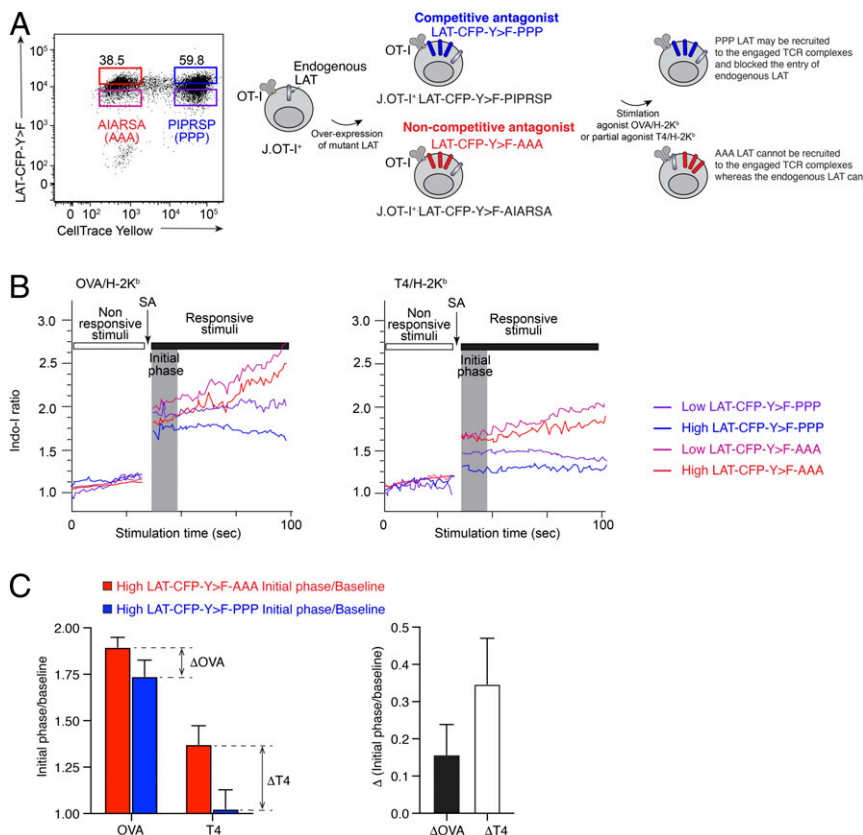 A
LAT-CFP-Y>F
10⁵
10⁴
10³
10²
0
38.5
59.8
AIARSA
(AAA)
PIPRSP
(PPP)
0 10² 10³ 10⁴ 10⁵
CellTrace Yellow
Endogenous
LAT
OT-I
J.OT-I⁺
Over-expression
of mutant LAT
Competitive antagonist
LAT-CFP-Y>F-PPP
OT-I
J.OT-I⁺ LAT-CFP-Y>F-PIPRSP
Non-competitive antagonist
LAT-CFP-Y>F-AAA
OT-I
J.OT-I⁺ LAT-CFP-Y>F-AIARSA
Stimlation
agonist OVA/H-2Kᵇ
or partial agonist T4/H-2Kᵇ
PPP LAT may be recruited
to the engaged TCR complexes
and blocked the entry of
endogenous LAT
AAA LAT cannot be recruited
to the engaged TCR complexes
whereas the endogenous LAT can
B
OVA/H-2Kᵇ
SA
Non
responsive
stimuli
Responsive
stimuli
Initial
phase
Indo-I ratio
3.0
2.5
2.0
1.5
1.0
0 100
Stimulation time (sec)
T4/H-2Kᵇ
SA
Non
responsive
stimuli
Responsive
stimuli
Initial
phase
3.0
2.5
2.0
1.5
1.0
0 100
Stimulation time (sec)
Low LAT-CFP-Y>F-PPP
High LAT-CFP-Y>F-PPP
Low LAT-CFP-Y>F-AAA
High LAT-CFP-Y>F-AAA
C
High LAT-CFP-Y>F-AAA Initial phase/Baseline
High LAT-CFP-Y>F-PPP Initial phase/Baseline
Initial phase/baseline
2.00
1.75
1.50
1.25
1.00
ΔOVA
ΔT4
OVA T4
Δ (Initial phase/baseline)
0.5
0.4
0.3
0.2
0.1
0.0
ΔOVA ΔT4